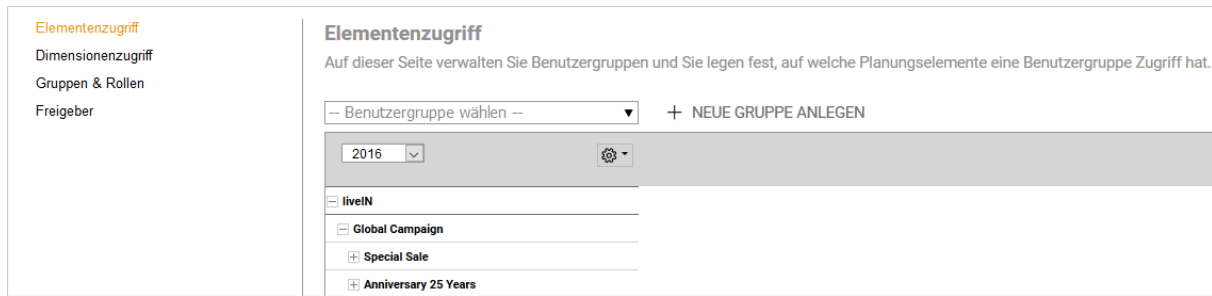 Elementenzugriff
Dimensionenzugriff
Gruppen & Rollen
Freigeber
Elementenzugriff
Auf dieser Seite verwalten Sie Benutzergruppen und Sie legen fest, auf welche Planungselemente eine Benutzergruppe Zugriff hat.
-- Benutzergruppe wählen --
+ NEUE GRUPPE ANLEGEN
2016
liveIN
Global Campaign
Special Sale
Anniversary 25 Years